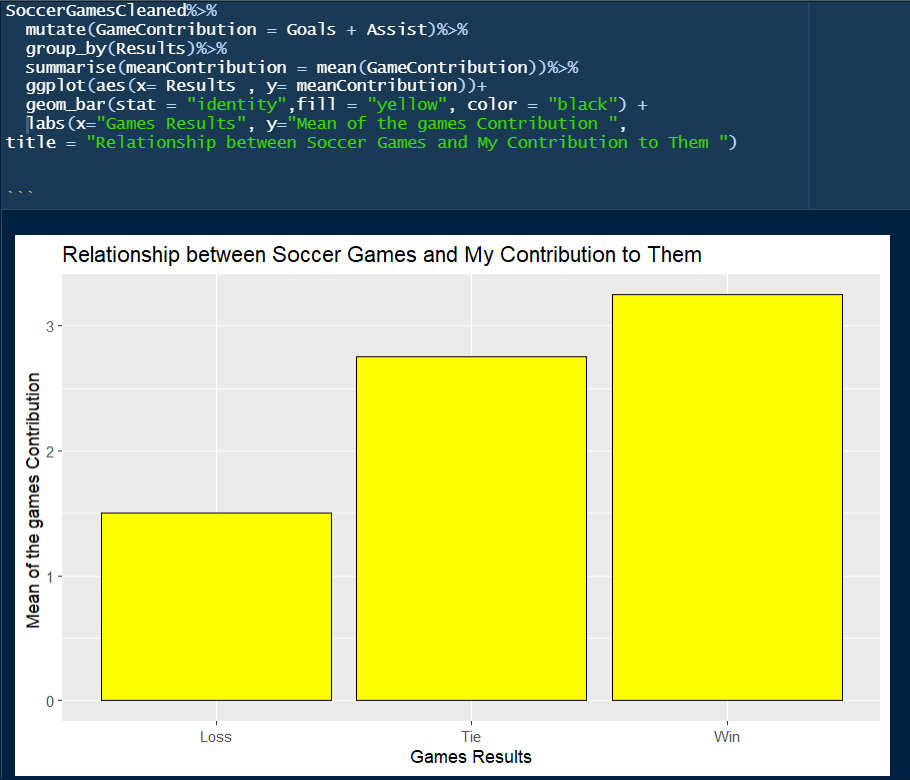 SoccerGamesCleaned%>%
  mutate(GameContribution = Goals + Assist)%>%
  group_by(Results)%>%
  summarise(meanContribution = mean(GameContribution))%>%
  ggplot(aes(x= Results , y= meanContribution))+
  geom_bar(stat = "identity",fill = "yellow", color = "black") +
  labs(x="Games Results", y="Mean of the games Contribution ",
title = "Relationship between Soccer Games and My Contribution to Them ")
```
Relationship between Soccer Games and My Contribution to Them
Mean of the games Contribution
3
2
1
0
Loss Tie Win
Games Results